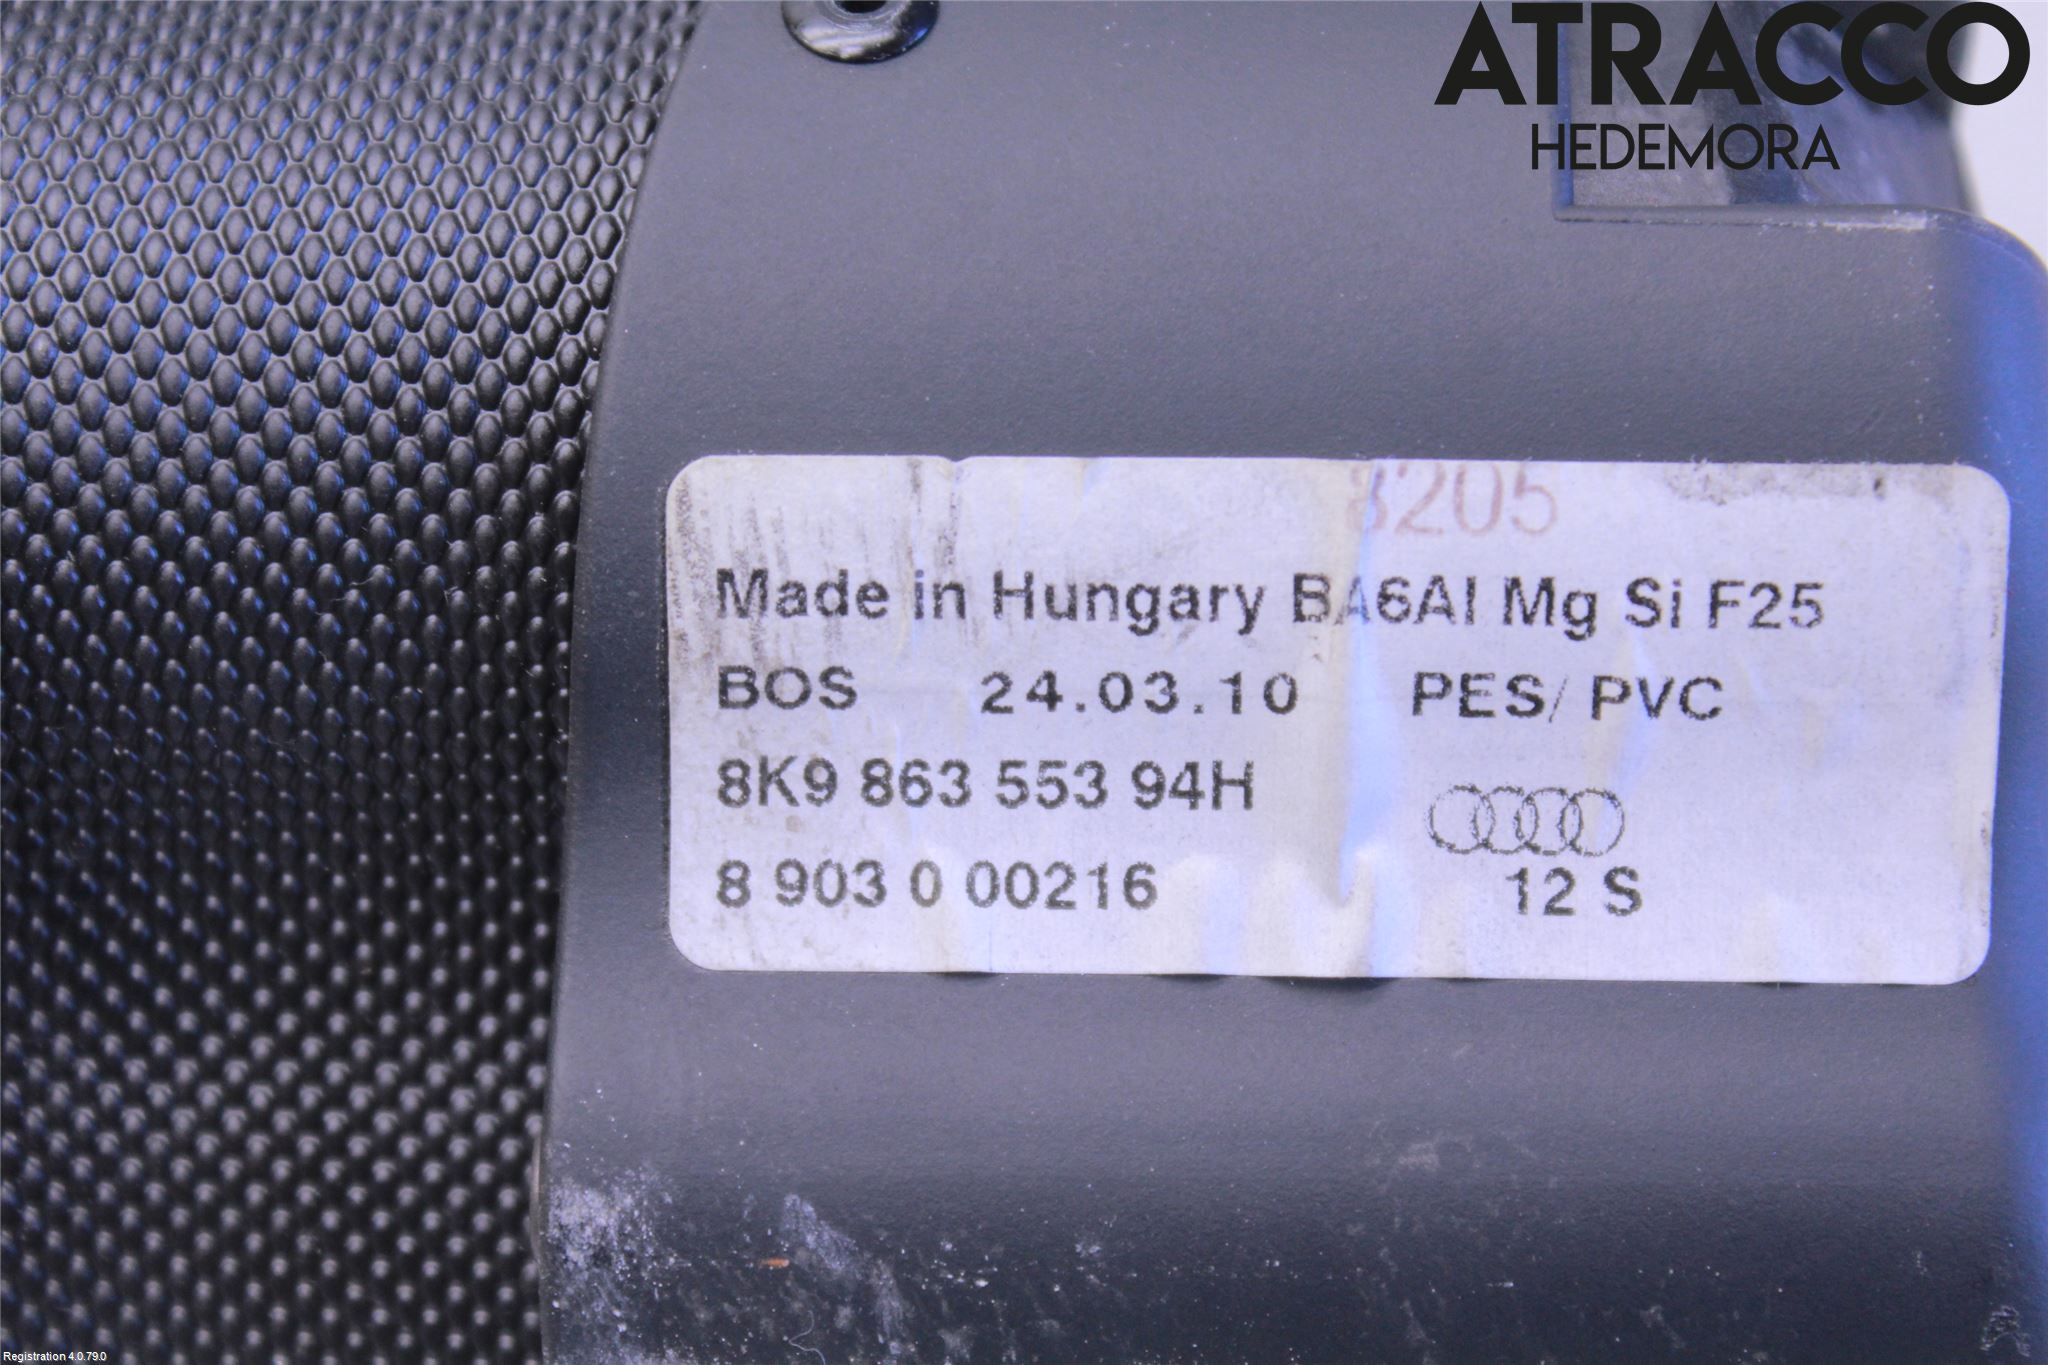 ATRACCO
HEDEMORA
8205
Made in Hungary BA6Al Mg Si F25
BOS 24.03.10 PES/ PVC
8K9 863 553 94H
8 903 0 00216
12 S
Registration 4.0.79.0